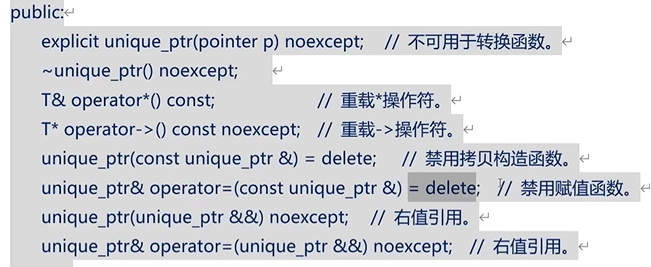 public:
explicit unique_ptr(pointer p) noexcept; // 不可用于转换函数。
~unique_ptr() noexcept;
T& operator*() const; // 重载*操作符。
T* operator->() const noexcept; // 重载->操作符。
unique_ptr(const unique_ptr &) = delete; // 禁用拷贝构造函数。
unique_ptr& operator=(const unique_ptr &) = delete; // 禁用赋值函数。
unique_ptr(unique_ptr &&) noexcept; // 右值引用。
unique_ptr& operator=(unique_ptr &&) noexcept; // 右值引用。